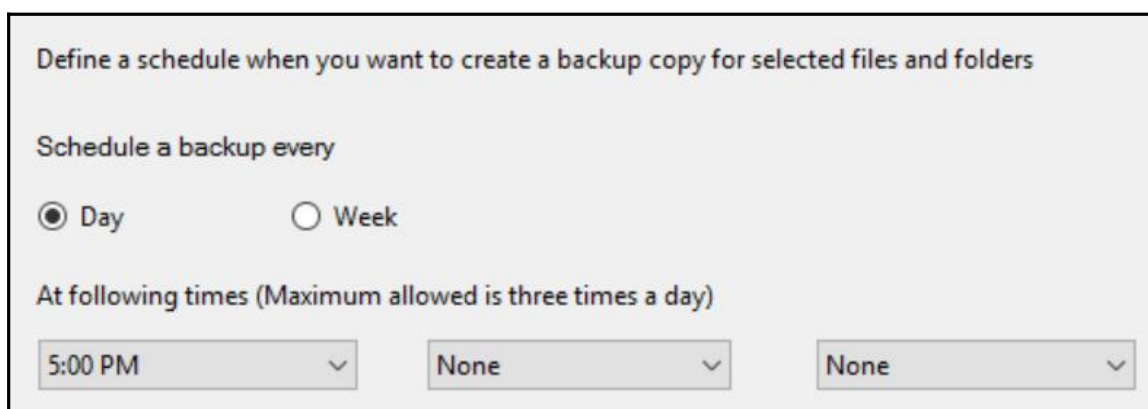 Define a schedule when you want to create a backup copy for selected files and folders
Schedule a backup every
Day Week
At following times (Maximum allowed is three times a day)
5:00 PM None None